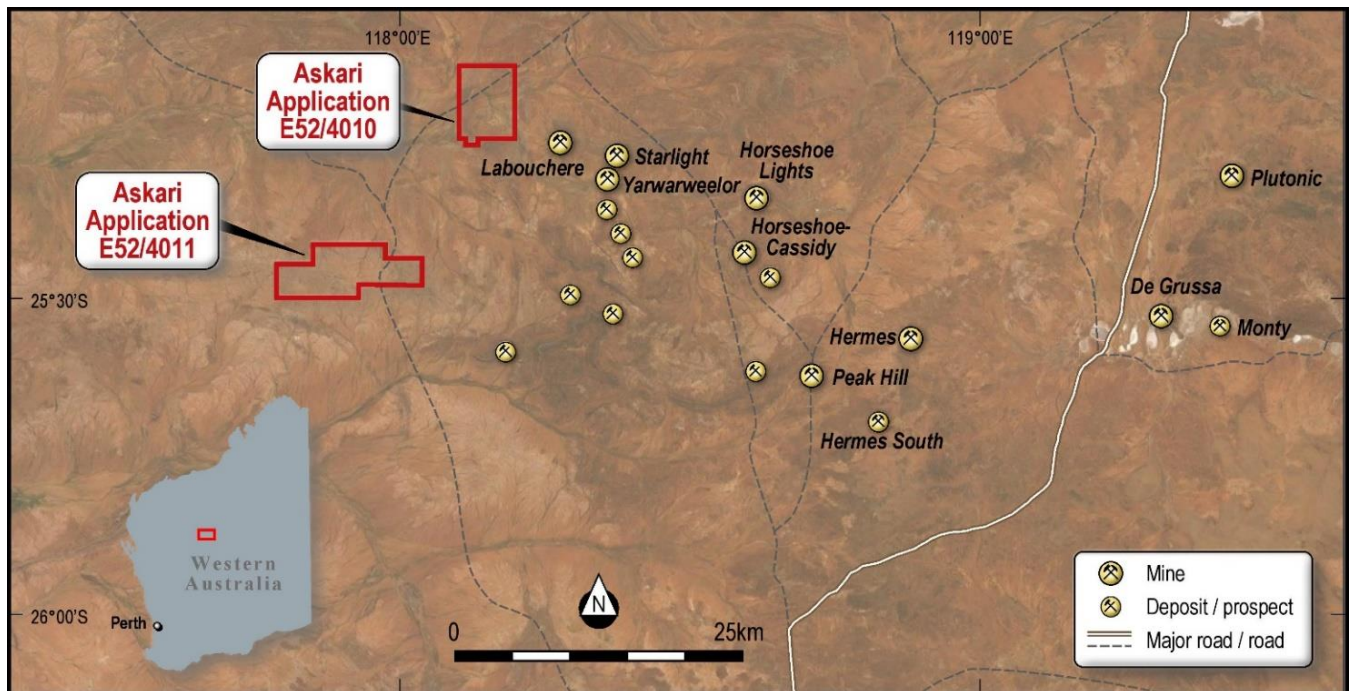 118°00'E
119°00'E
Askari
Application
E52/4010
Labouchere
Starlight
Yarwarweelor
Horseshoe
Lights
Plutonic
Askari
Application
E52/4011
Horseshoe-
Cassidy
25°30'S
De Grussa
Monty
Hermes
Peak Hill
Hermes South
Western
Australia
Perth
26°00'S
N
0
25km
Mine
Deposit / prospect
Major road / road